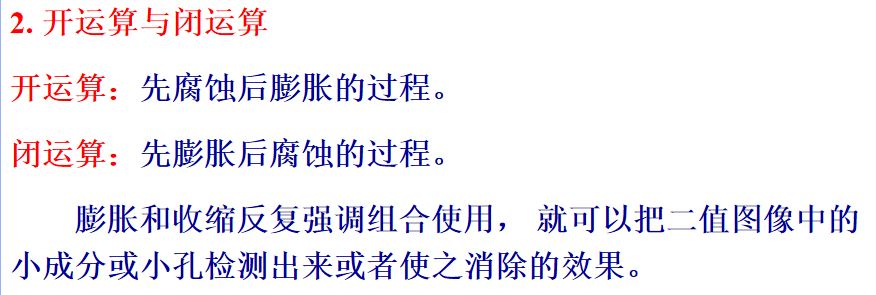 2. 开运算与闭运算
开运算：先腐蚀后膨胀的过程。
闭运算：先膨胀后腐蚀的过程。
膨胀和收缩反复强调组合使用， 就可以把二值图像中的
小成分或小孔检测出来或者使之消除的效果。